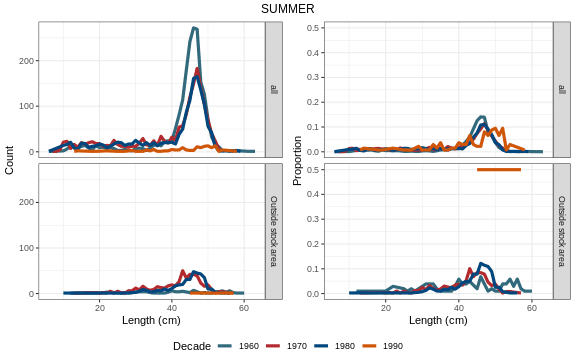 SUMMER
Count
200
100
0
all
200
100
0
Outside stock area
20 40 60
Length (cm)
Proportion
0.5
0.4
0.3
0.2
0.1
0.0
all
0.5
0.4
0.3
0.2
0.1
0.0
Outside stock area
20 40 60
Length (cm)
Decade 1960 1970 1980 1990